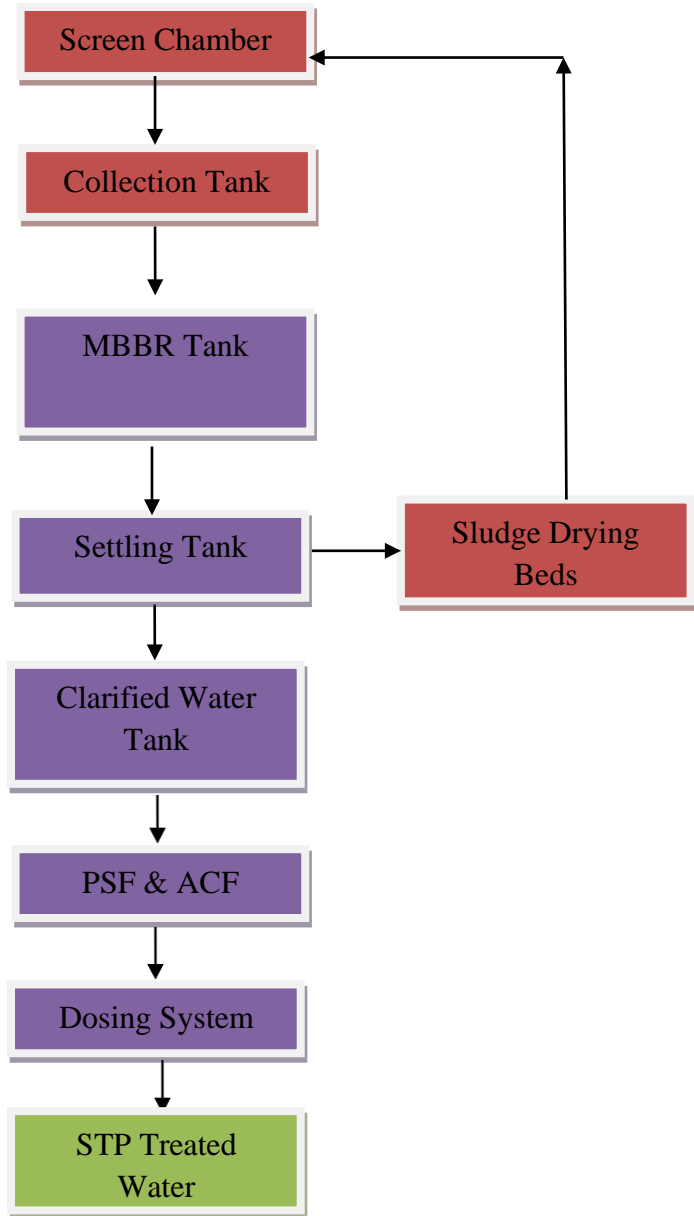 Screen Chamber
Collection Tank
MBBR Tank
Settling Tank
Sludge Drying
Beds
Clarified Water
Tank
PSF & ACF
Dosing System
STP Treated
Water